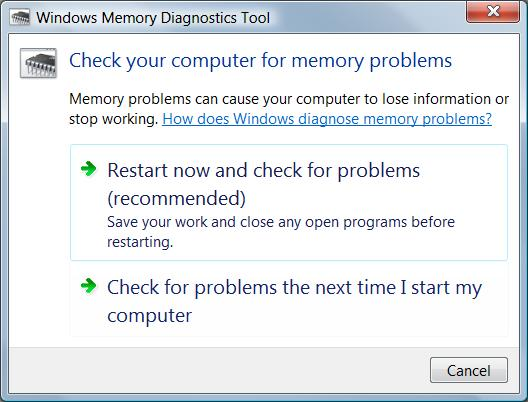 Windows Memory Diagnostics Tool
Check your computer for memory problems
Memory problems can cause your computer to lose information or
stop working. How does Windows diagnose memory problems?
Restart now and check for problems
(recommended)
Save your work and close any open programs before
restarting.
Check for problems the next time I start my
computer
Cancel